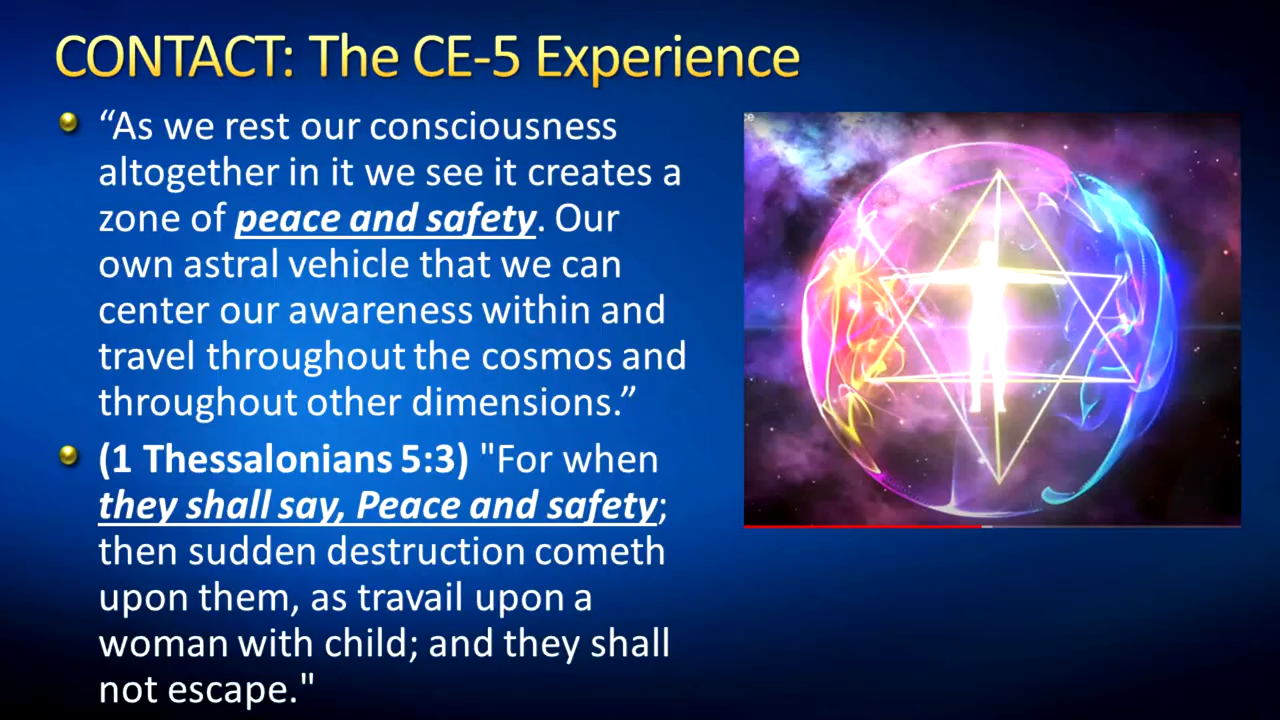 CONTACT: The CE-5 Experience
“As we rest our consciousness
altogether in it we see it creates a
zone of peace and safety. Our
own astral vehicle that we can
center our awareness within and
travel throughout the cosmos and
throughout other dimensions.”
(1 Thessalonians 5:3) "For when
they shall say, Peace and safety;
then sudden destruction cometh
upon them, as travail upon a
woman with child; and they shall
not escape."